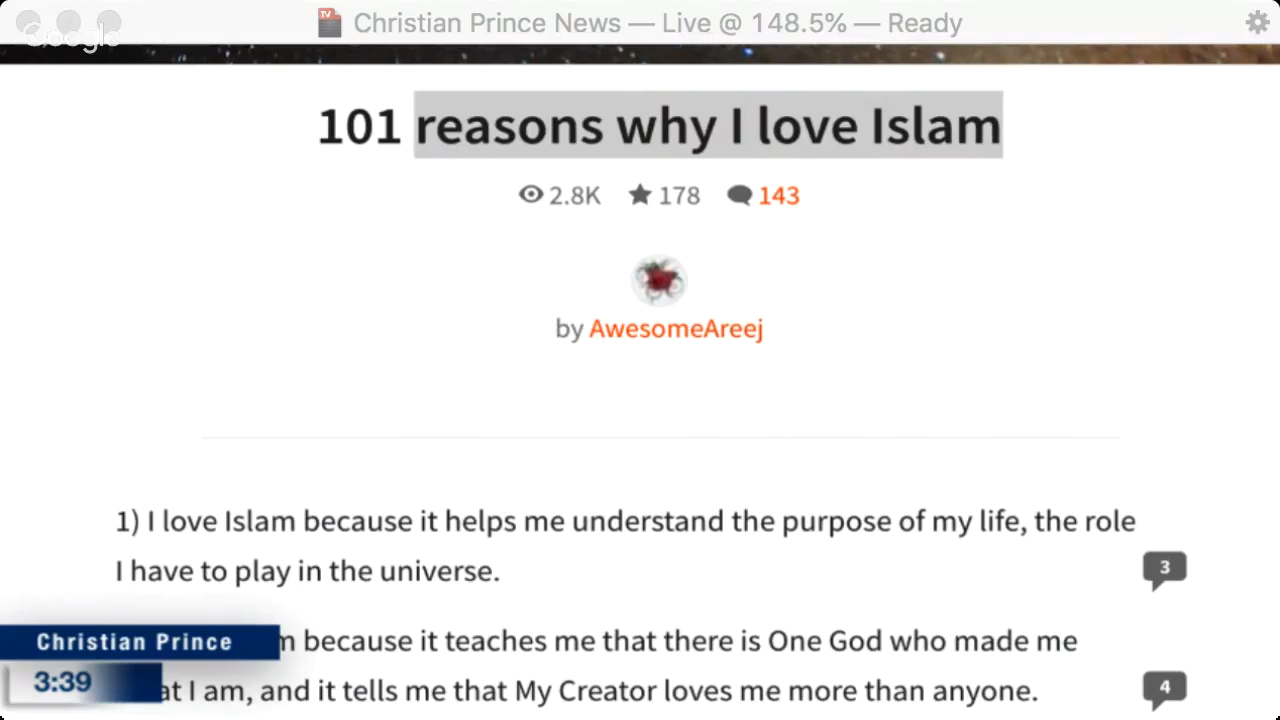 Christian Prince News — Live @ 148.5% — Ready
Google
101 reasons why I love Islam
2.8K 178 143
by AwesomeAreej
1) I love Islam because it helps me understand the purpose of my life, the role
I have to play in the universe.
3
because it teaches me that there is One God who made me
I am, and it tells me that My Creator loves me more than anyone.
4
Christian Prince
3:39